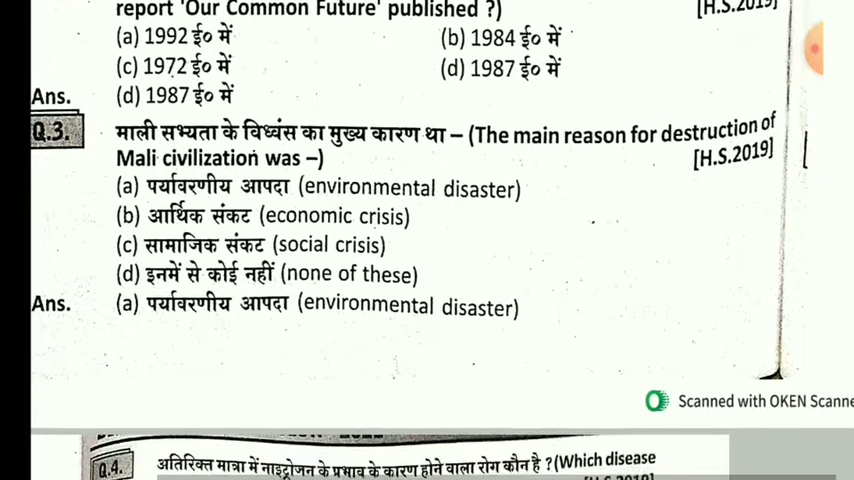 report 'Our Common Future' published ?)
[H.S.2019]
(a) 1992 ई० में
(b) 1984 ई० में
(c) 1972 ई० में
(d) 1987 ई० में
Ans. (d) 1987 ई० में
Q.3. माली सभ्यता के विध्वंस का मुख्य कारण था – (The main reason for destruction of
Mali civilization was –) [H.S.2019]
(a) पर्यावरणीय आपदा (environmental disaster)
(b) आर्थिक संकट (economic crisis)
(c) सामाजिक संकट (social crisis)
(d) इनमें से कोई नहीं (none of these)
Ans. (a) पर्यावरणीय आपदा (environmental disaster)
Scanned with OKEN Scanne
Q.4. अतिरिक्त मात्रा में नाइट्रोजन के प्रभाव के कारण होने वाला रोग कौन है ? (Which disease